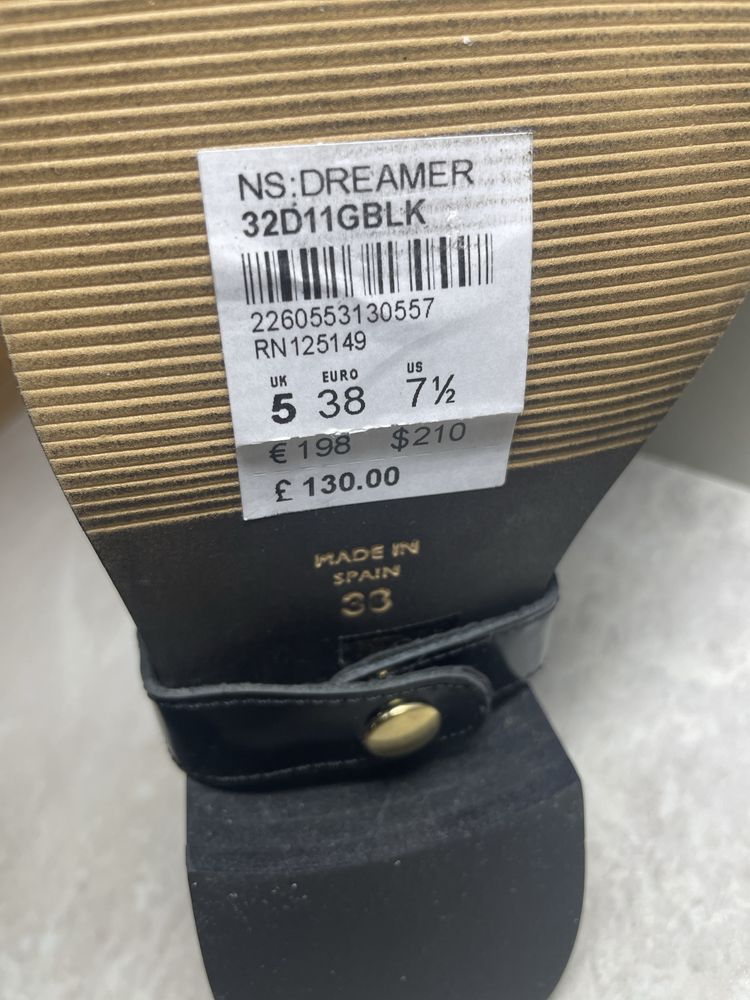 NS:DREAMER
32D11GBLK
2260553130557
RN125149
UK EURO US
5 38 7½
€ 198 $210
£ 130.00
MADE IN
SPAIN
38